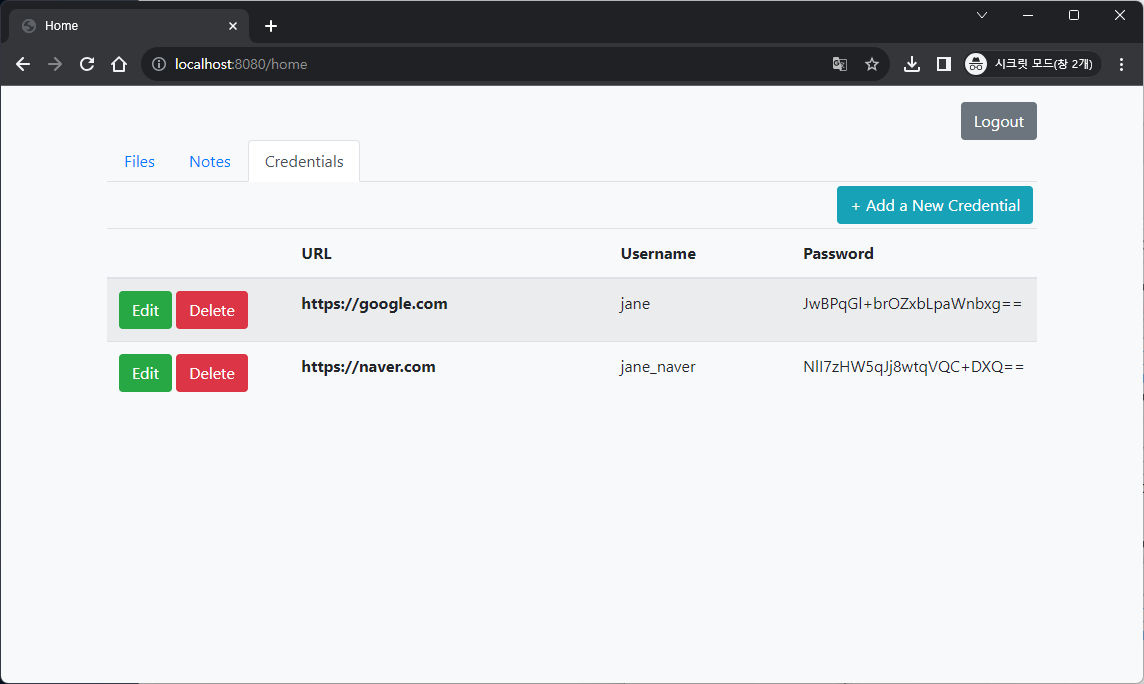 Home
localhost:8080/home
시크릿 모드(창 2개)
Logout
Files Notes Credentials
+ Add a New Credential
URL Username Password
Edit Delete https://google.com jane JwBPqGl+brOZxbLpaWnbxg==
Edit Delete https://naver.com jane_naver NlI7zHW5qJj8wtqVQC+DXQ==